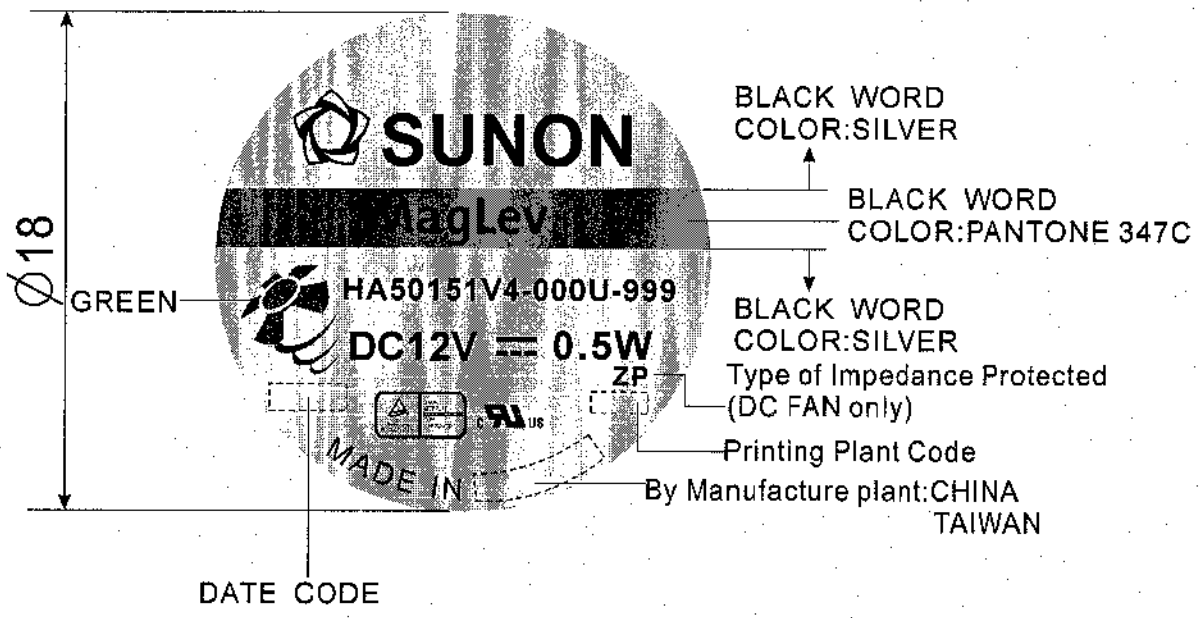 BLACK WORD
COLOR:SILVER
SUNON
BLACK WORD
COLOR:PANTONE 347C
MagLev
Ø18
GREEN
HA50151V4-000U-999
BLACK WORD
COLOR:SILVER
DC12V ⎓ 0.5W
ZP
Type of Impedance Protected
(DC FAN only)
C US
Printing Plant Code
MADE IN
By Manufacture plant:CHINA
TAIWAN
DATE CODE